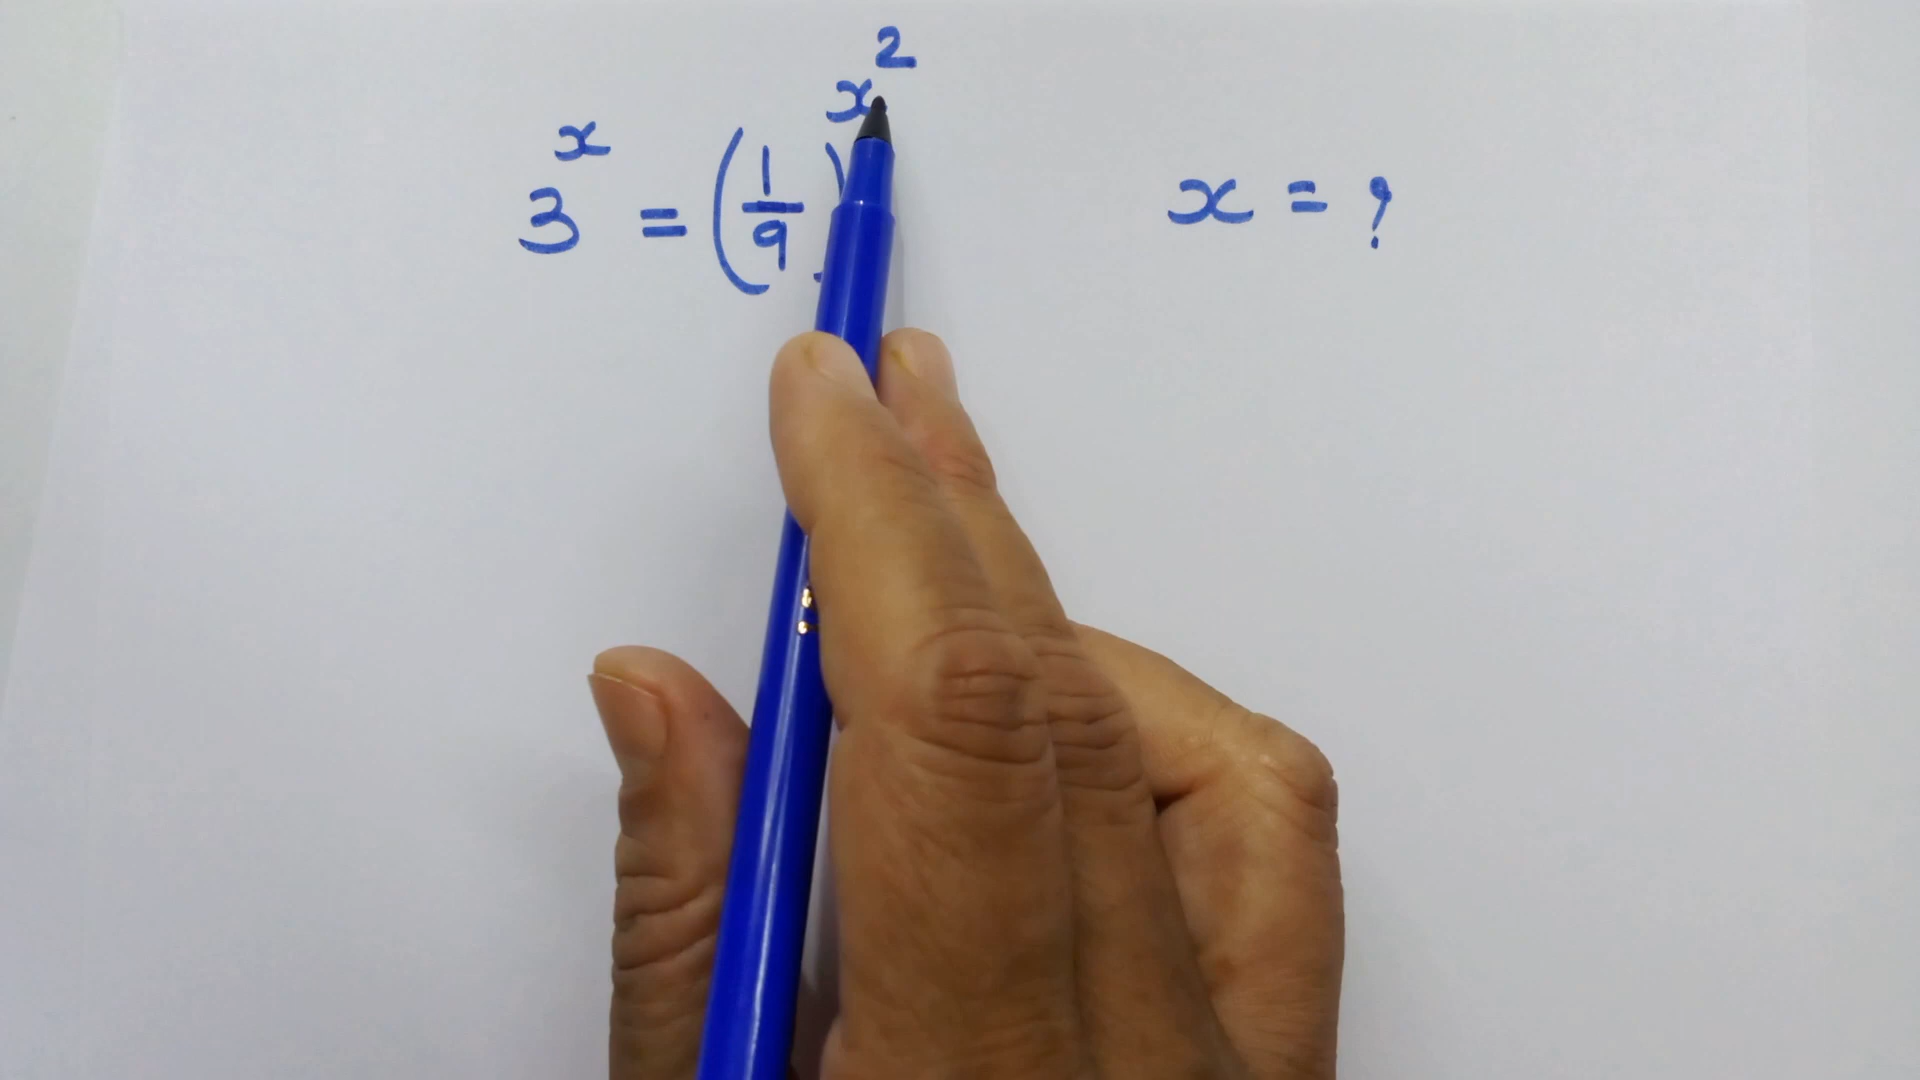 3^x = (1/9)^x^2 x = ?